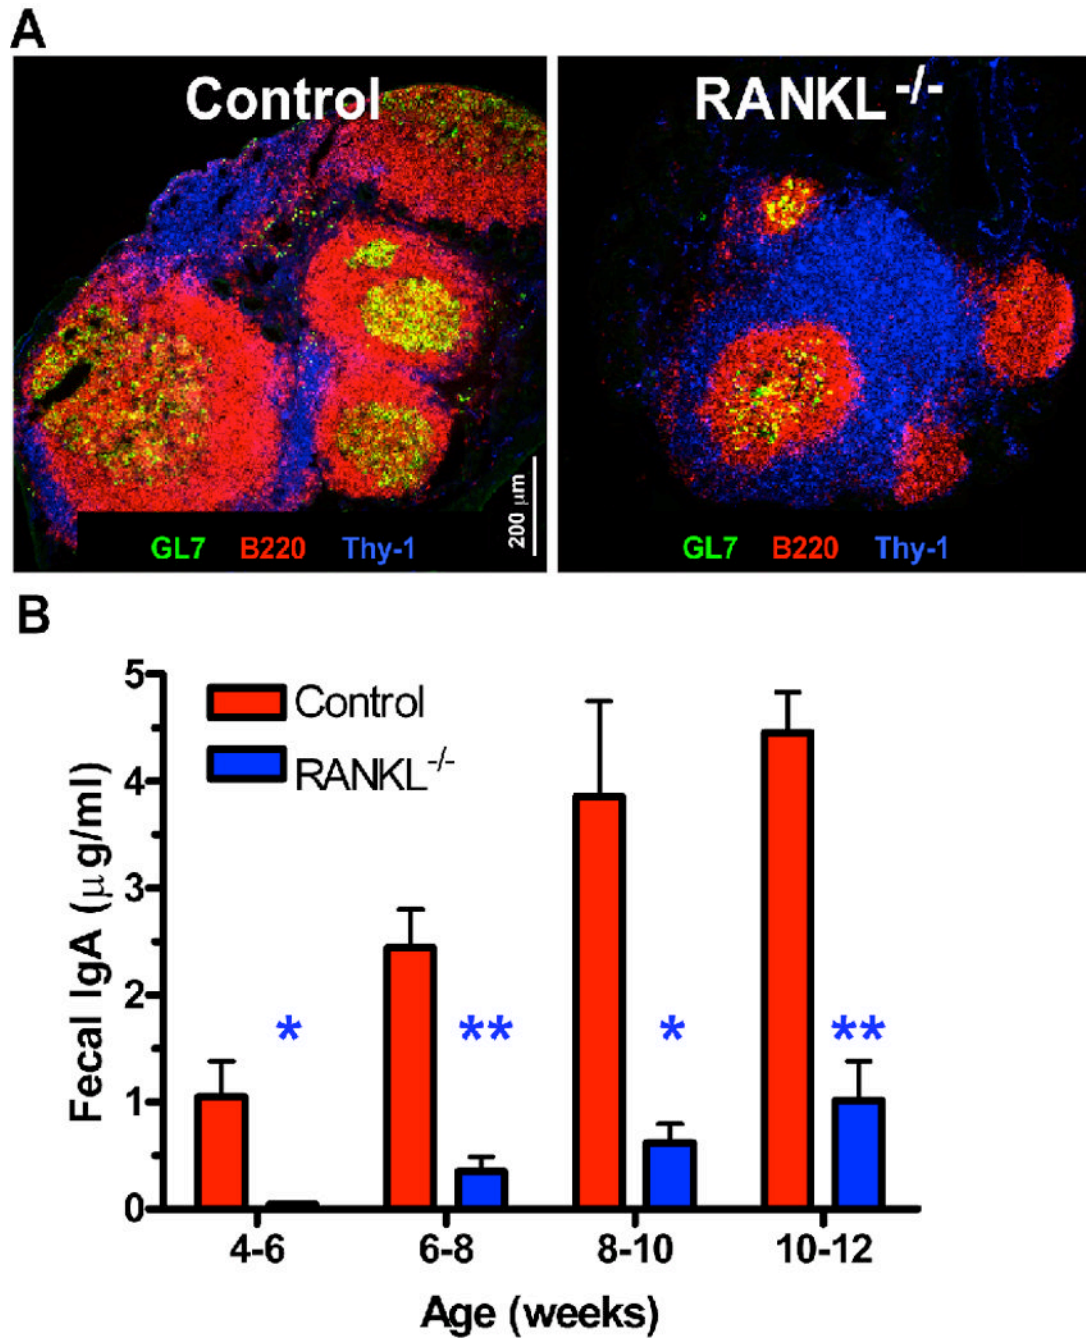 A
Control
RANKL-/-
GL7 B220 Thy-1
200 μm
GL7 B220 Thy-1
B
Fecal IgA (μg/ml)
5
4
3
2
1
0
Control
RANKL-/-
* ** * **
4-6 6-8 8-10 10-12
Age (weeks)